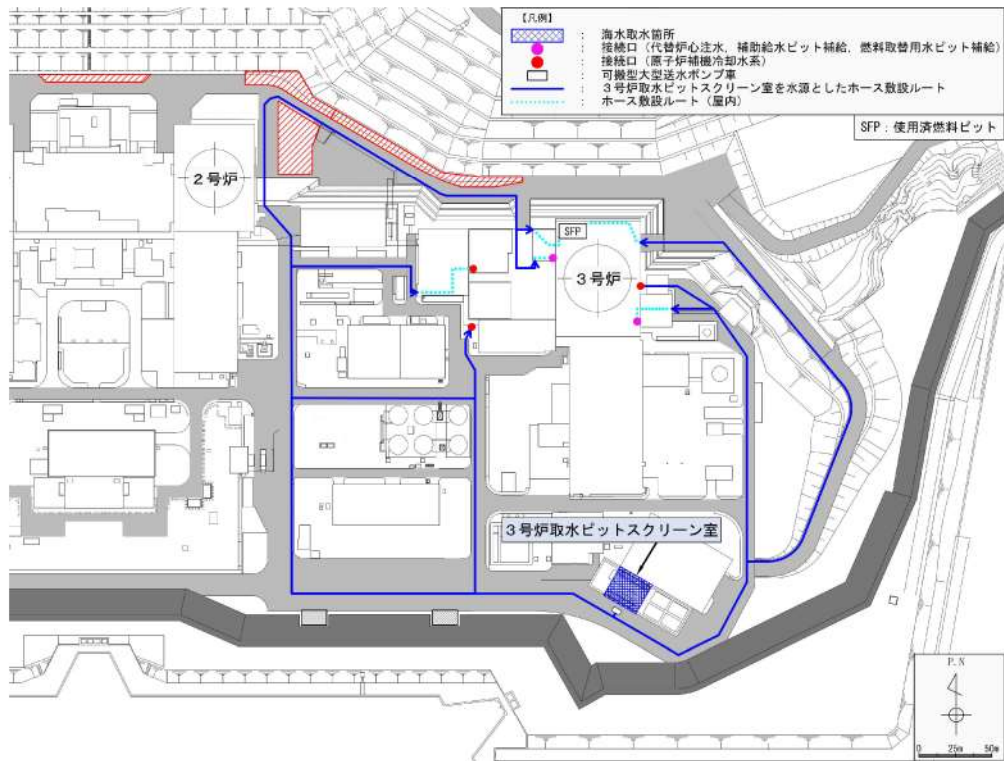 【凡例】
： 海水取水箇所
： 接続口（代替炉心注水，補助給水ピット補給，燃料取替用水ピット補給）
： 接続口（原子炉補機冷却水系）
： 可搬型大型送水ポンプ車
： ３号炉取水ピットスクリーン室を水源としたホース敷設ルート
： ホース敷設ルート（屋内）
SFP：使用済燃料ピット
２号炉
SFP
３号炉
３号炉取水ピットスクリーン室
P.N
0 25m 50m